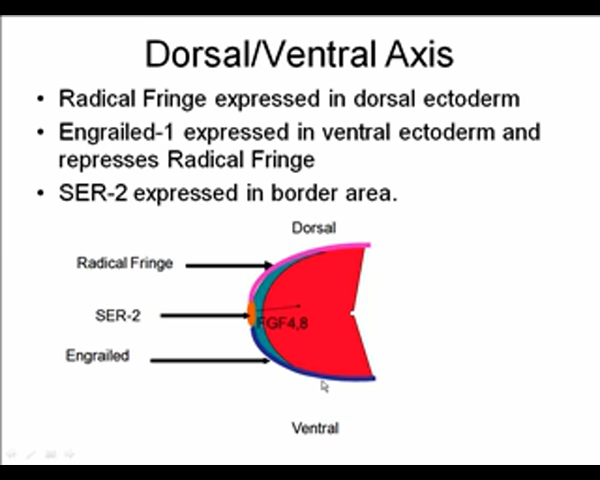 Dorsal/Ventral Axis
• Radical Fringe expressed in dorsal ectoderm
• Engrailed-1 expressed in ventral ectoderm and
represses Radical Fringe
• SER-2 expressed in border area.
Dorsal
Radical Fringe
SER-2
FGF4,8
Engrailed
Ventral